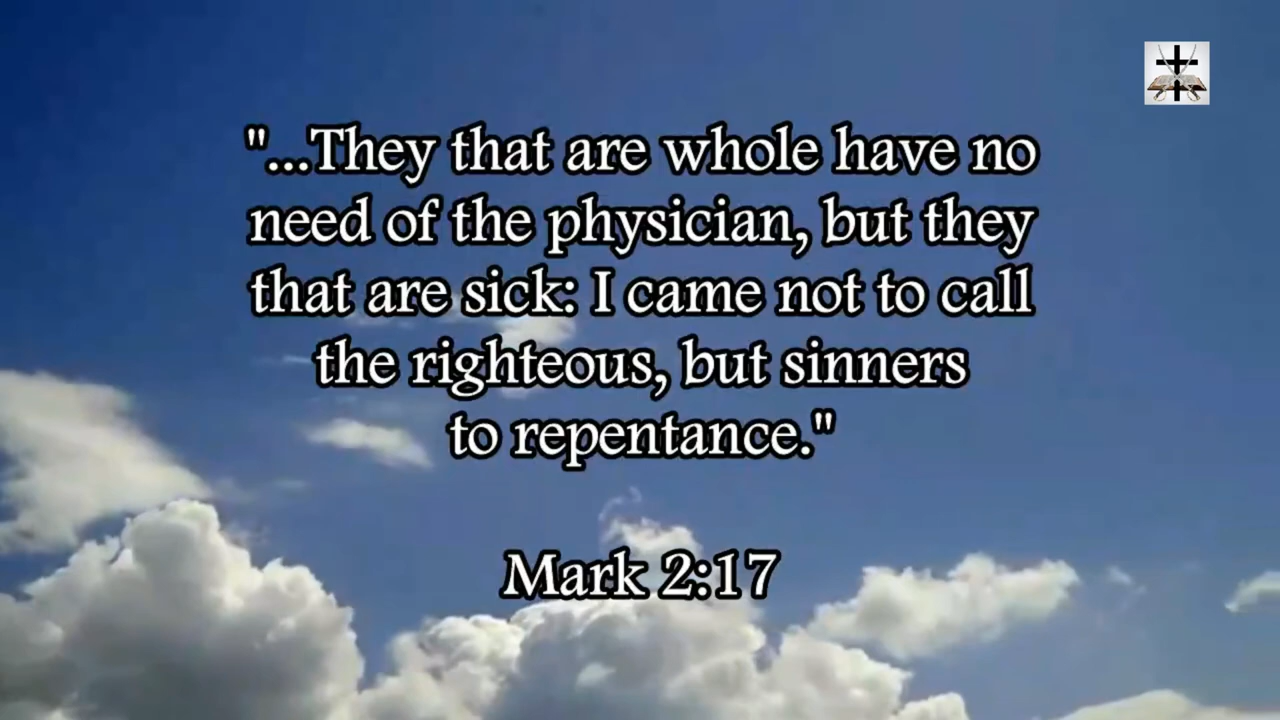 "...They that are whole have no
need of the physician, but they
that are sick: I came not to call
the righteous, but sinners
to repentance."
Mark 2:17